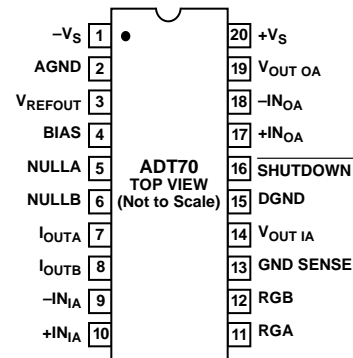 –VS 1 20 +VS
AGND 2 19 VOUT OA
VREFOUT 3 18 –INOA
BIAS 4 17 +INOA
NULLA 5 ADT70 16 SHUTDOWN
NULLB 6 TOP VIEW (Not to Scale) 15 DGND
IOUTA 7 14 VOUT IA
IOUTB 8 13 GND SENSE
–INIA 9 12 RGB
+INIA 10 11 RGA